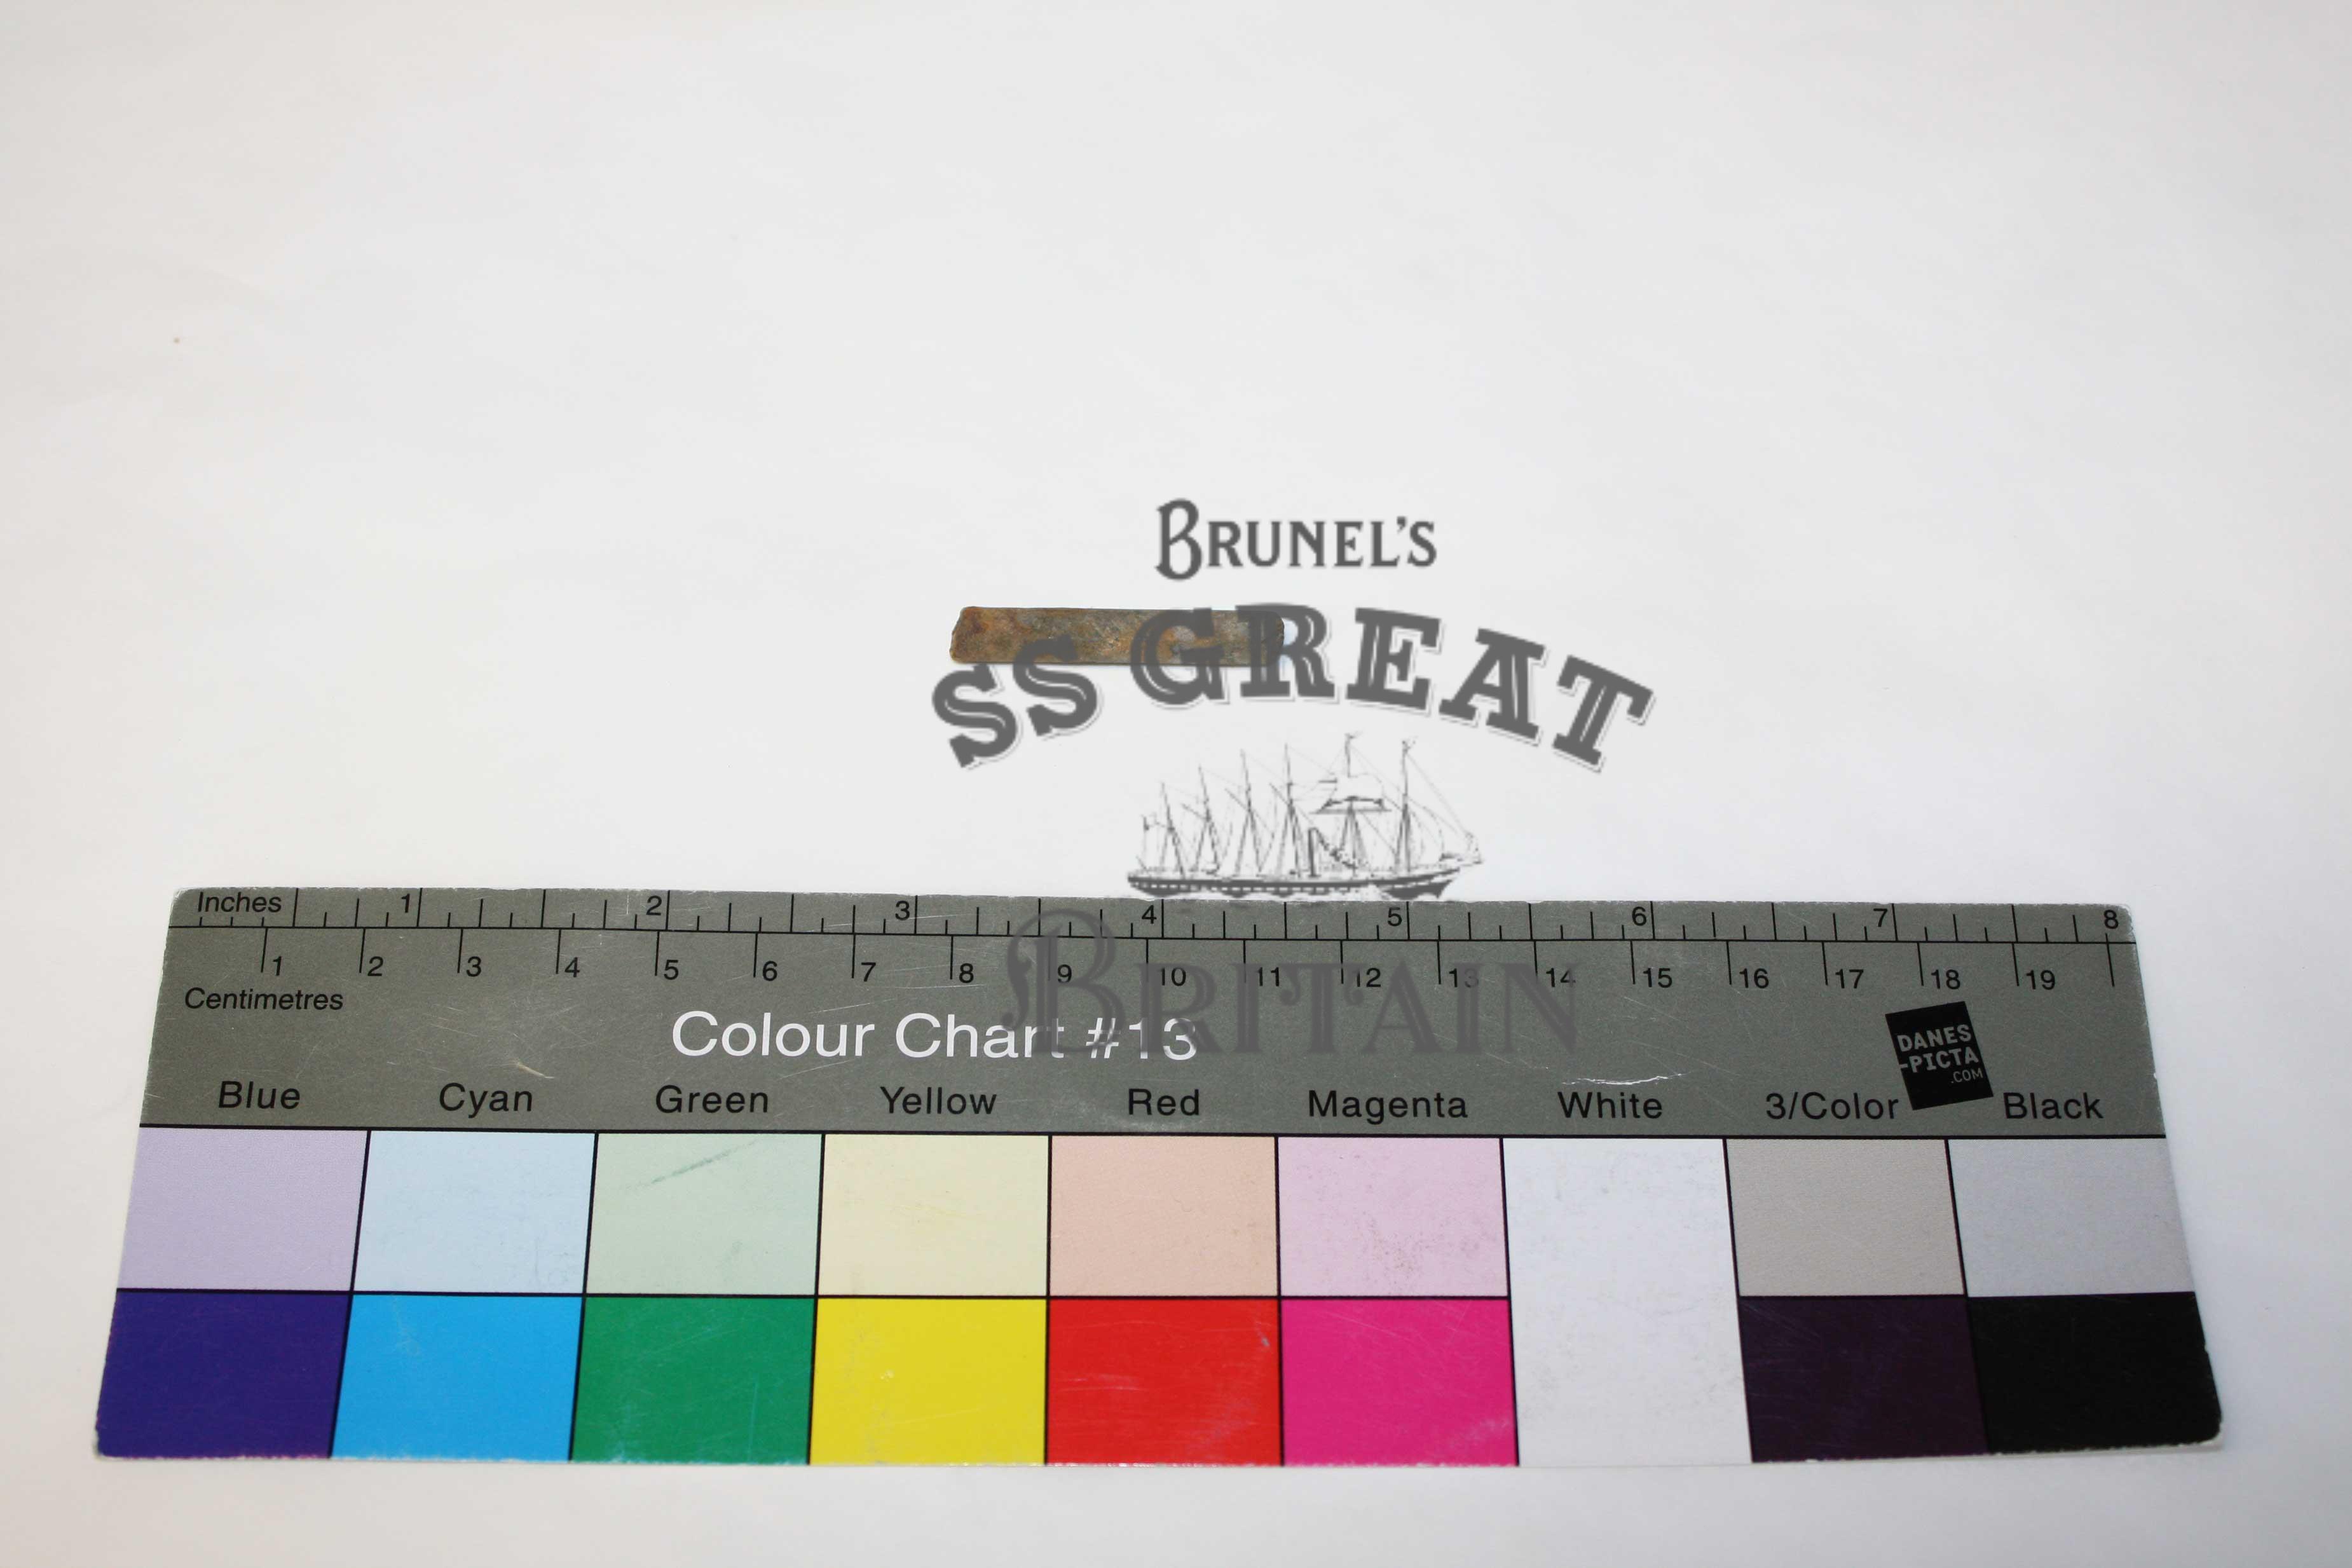 BRUNEL'S
SS GREAT
BRITAIN
Inches 1 2 3 4 5 6 7 8
1 2 3 4 5 6 7 8 9 10 11 12 13 14 15 16 17 18 19
Centimetres
Colour Chart #13
DANES
-PICTA
.COM
Blue Cyan Green Yellow Red Magenta White 3/Color Black